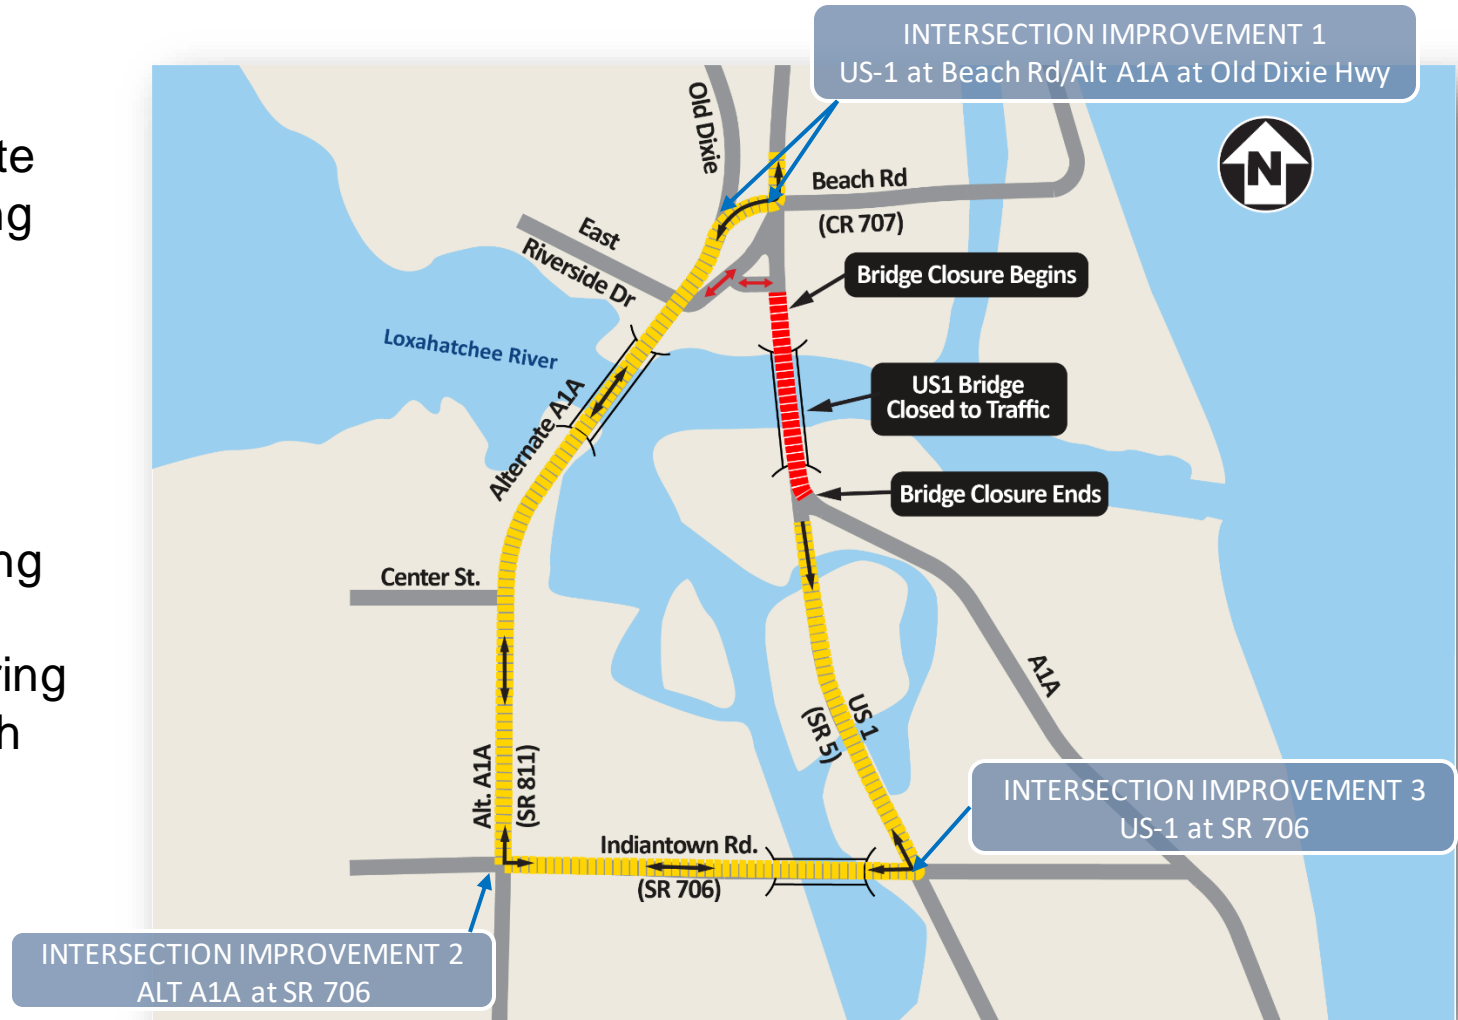 INTERSECTION IMPROVEMENT 1
US-1 at Beach Rd/Alt A1A at Old Dixie Hwy
Old Dixie
N
te
ng
Beach Rd
(CR 707)
East
Riverside Dr
Bridge Closure Begins
Loxahatchee River
US1 Bridge
Closed to Traffic
Alternate A1A
Bridge Closure Ends
ng
Center St.
ring
h
A1A
US 1
(SR 5)
Alt. A1A
(SR 811)
INTERSECTION IMPROVEMENT 3
US-1 at SR 706
Indiantown Rd.
(SR 706)
INTERSECTION IMPROVEMENT 2
ALT A1A at SR 706